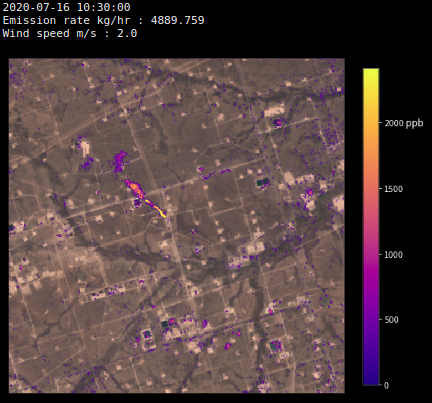 2020-07-16 10:30:00
Emission rate kg/hr : 4889.759
Wind speed m/s : 2.0
2000 ppb
1500
1000
500
0